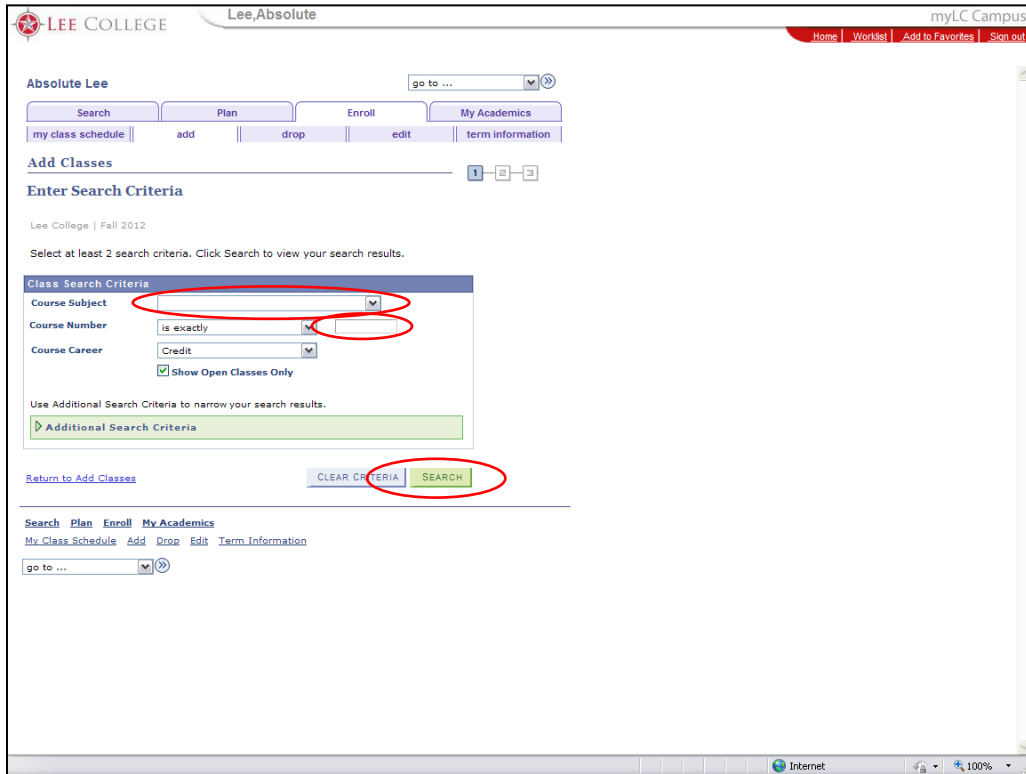 LEE COLLEGE
Lee,Absolute
myLC Campus
Home Worklist Add to Favorites Sign out
Absolute Lee
go to ...
Search Plan Enroll My Academics
my class schedule add drop edit term information
Add Classes
1 2 3
Enter Search Criteria
Lee College | Fall 2012
Select at least 2 search criteria. Click Search to view your search results.
Class Search Criteria
Course Subject
Course Number is exactly
Course Career Credit
Show Open Classes Only
Use Additional Search Criteria to narrow your search results.
Additional Search Criteria
Return to Add Classes CLEAR CRITERIA SEARCH
Search Plan Enroll My Academics
My Class Schedule Add Drop Edit Term Information
go to ...
Internet 100%